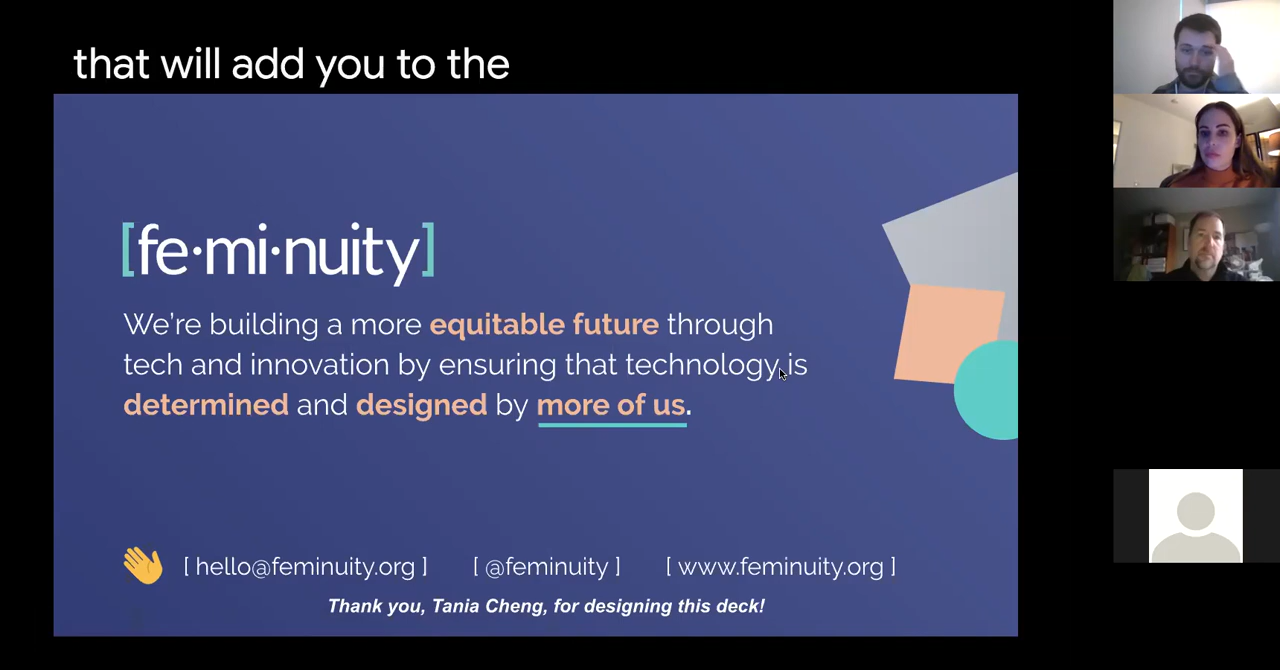 that will add you to the
[fe·mi·nuity]
We're building a more equitable future through
tech and innovation by ensuring that technology is
determined and designed by more of us.
[ hello@feminuity.org ] [ @feminuity ] [ www.feminuity.org ]
Thank you, Tania Cheng, for designing this deck!